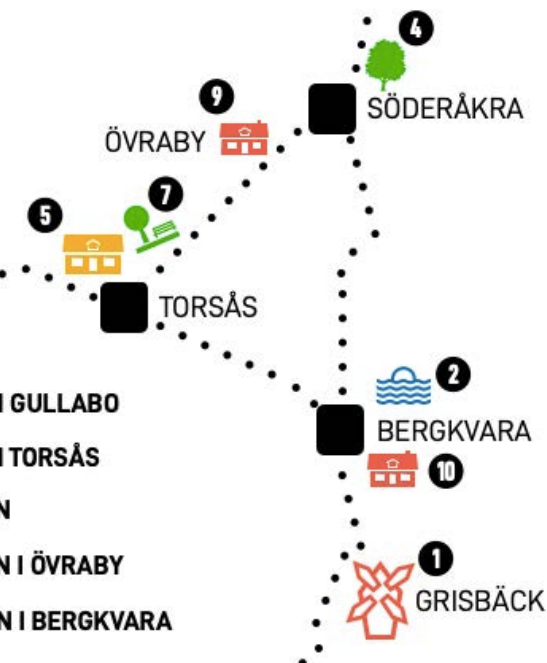 4
SÖDERÅKRA
9
ÖVRABY
7
5
TORSÅS
2
BERGKVARA
10
1
GRISBÄCK
I GULLABO
I TORSÅS
N
N I ÖVRABY
N I BERGKVARA